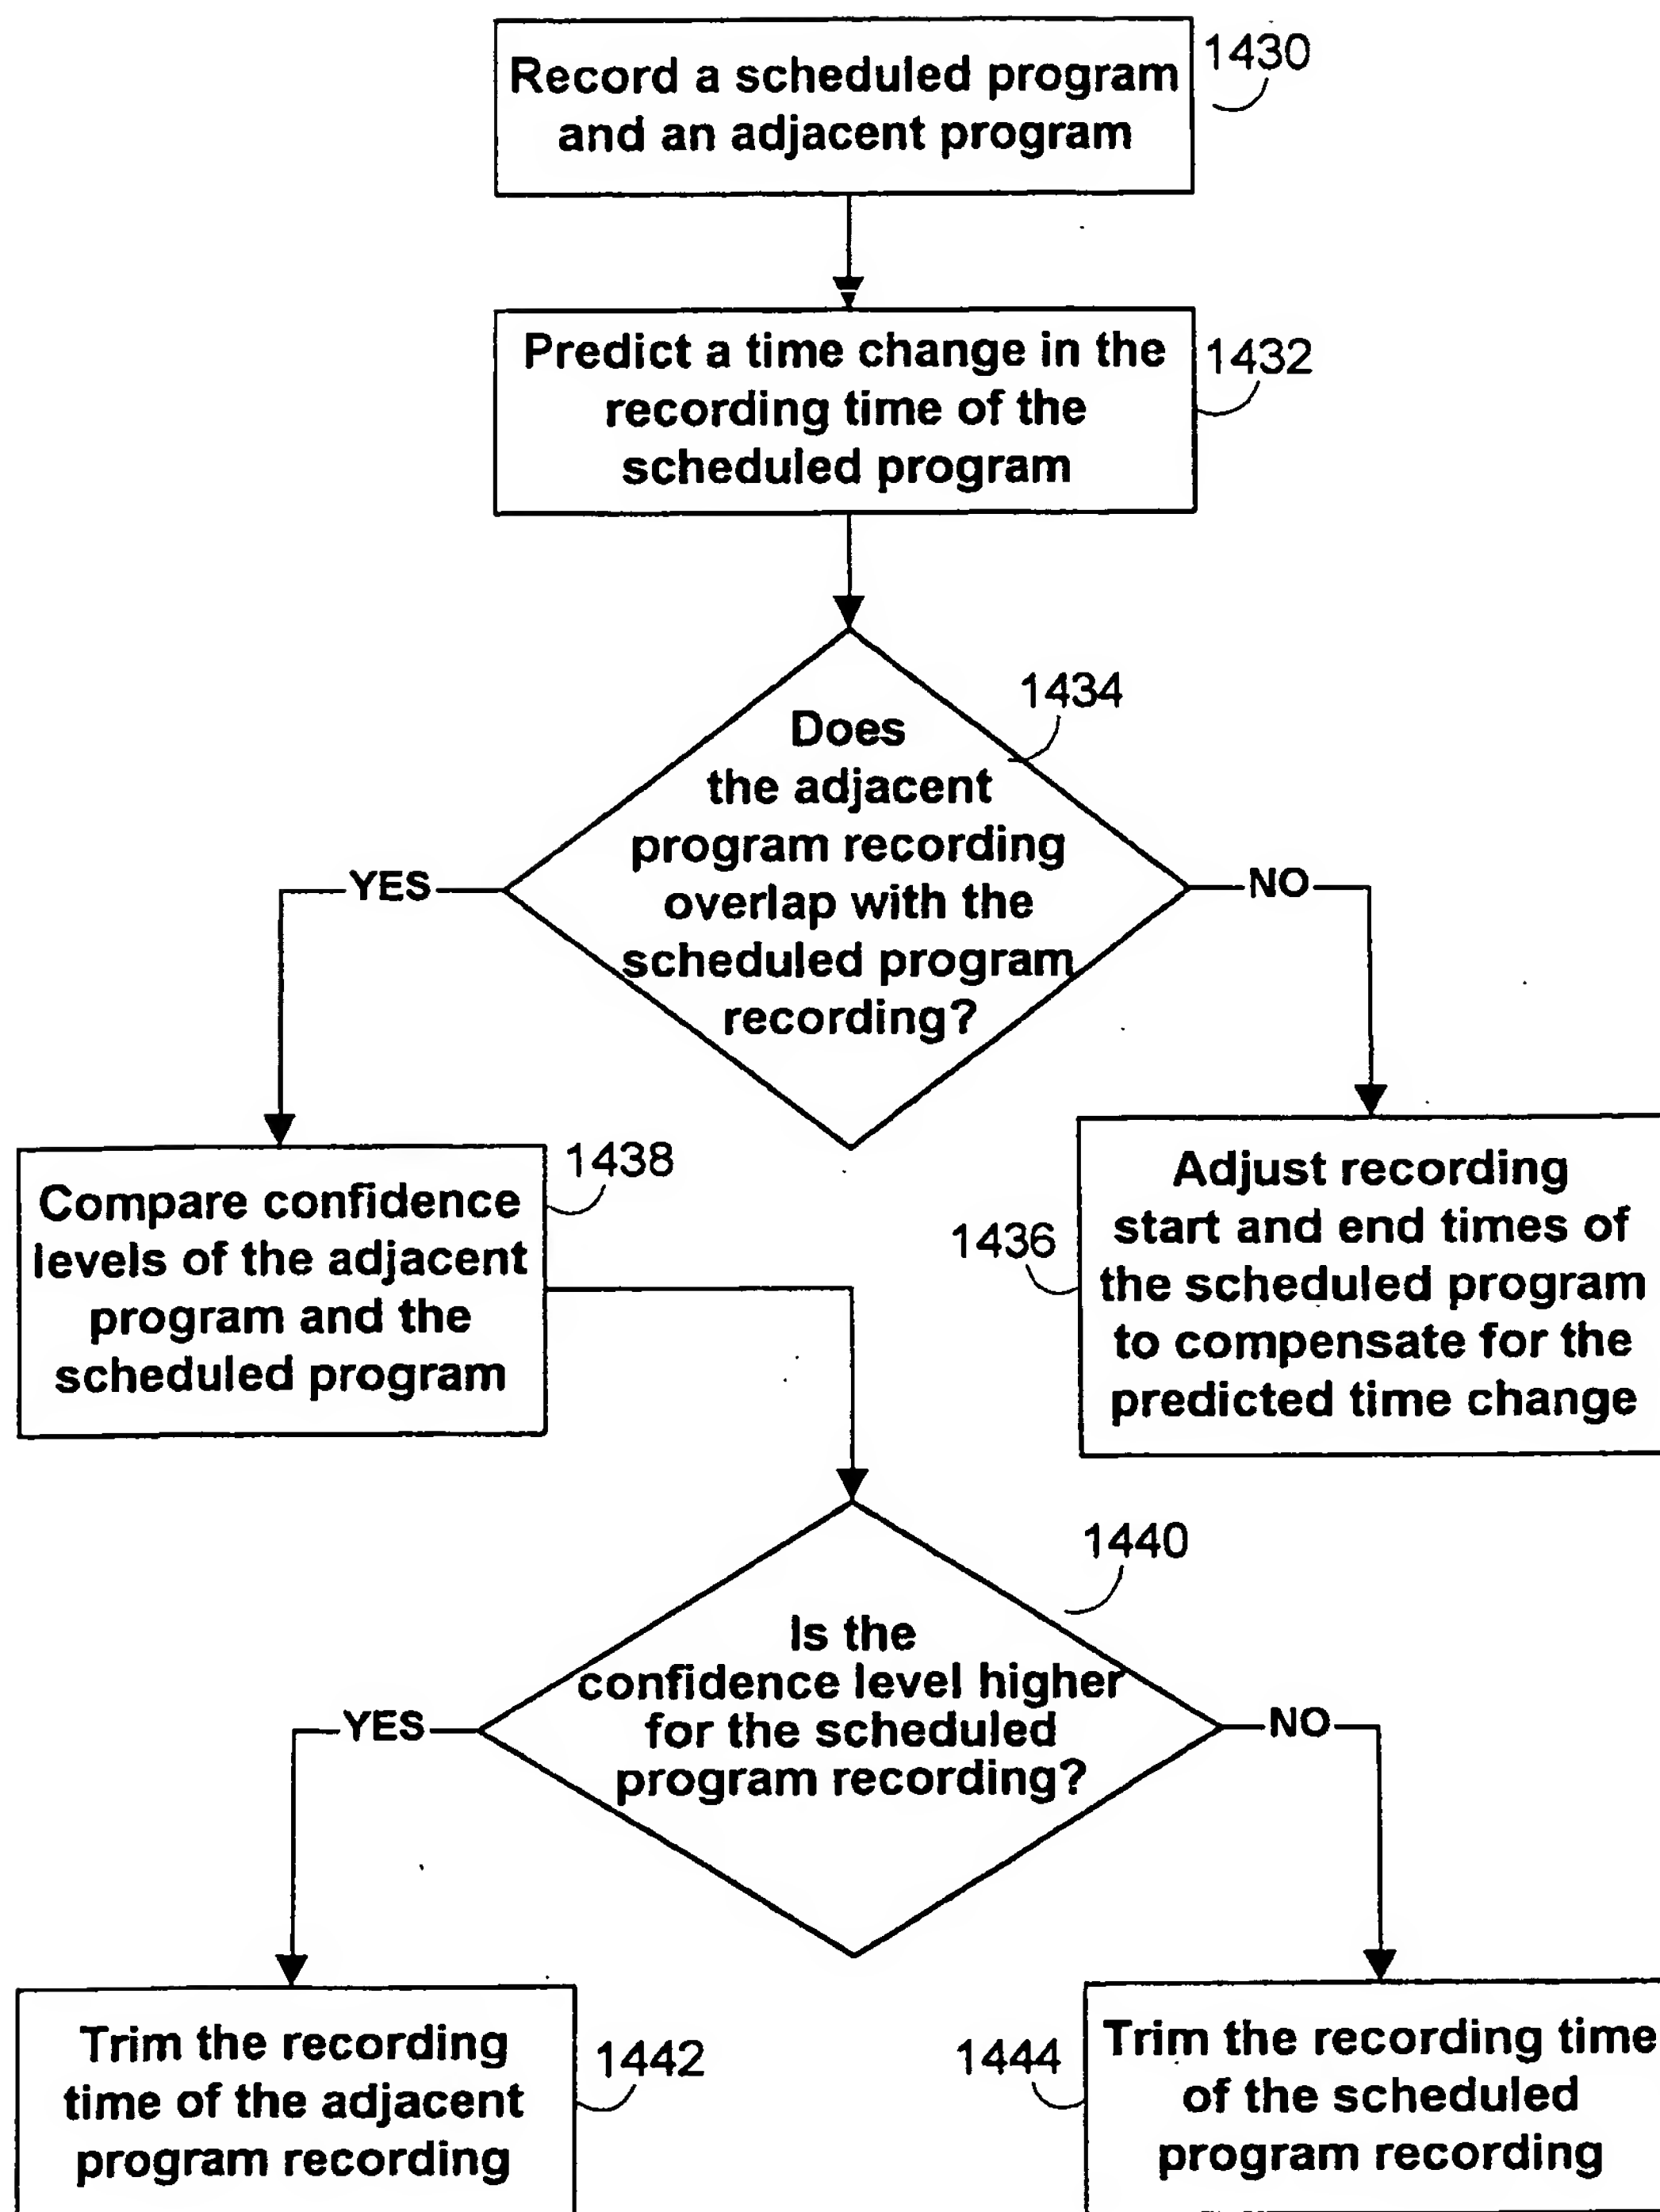 Record a scheduled program
and an adjacent program
1430
Predict a time change in the
recording time of the
scheduled program
1432
1434
Does
the adjacent
program recording
overlap with the
scheduled program
recording?
YES
NO
1438
Compare confidence
levels of the adjacent
program and the
scheduled program
1436
Adjust recording
start and end times of
the scheduled program
to compensate for the
predicted time change
1440
Is the
confidence level higher
for the scheduled
program recording?
YES
NO
Trim the recording
time of the adjacent
program recording
1442
1444
Trim the recording time
of the scheduled
program recording